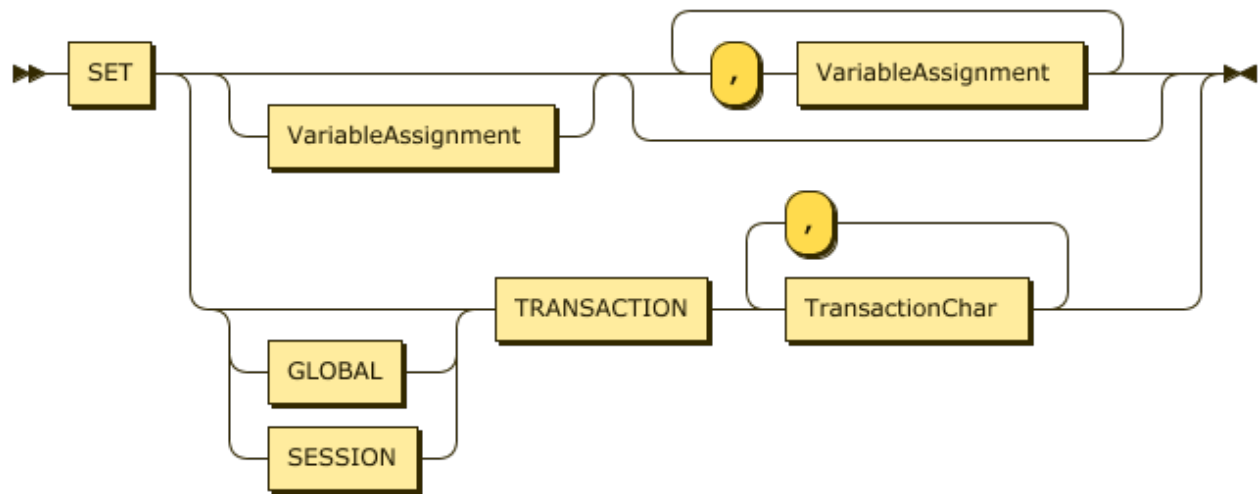 SET
, VariableAssignment
VariableAssignment
,
TRANSACTION TransactionChar
GLOBAL
SESSION